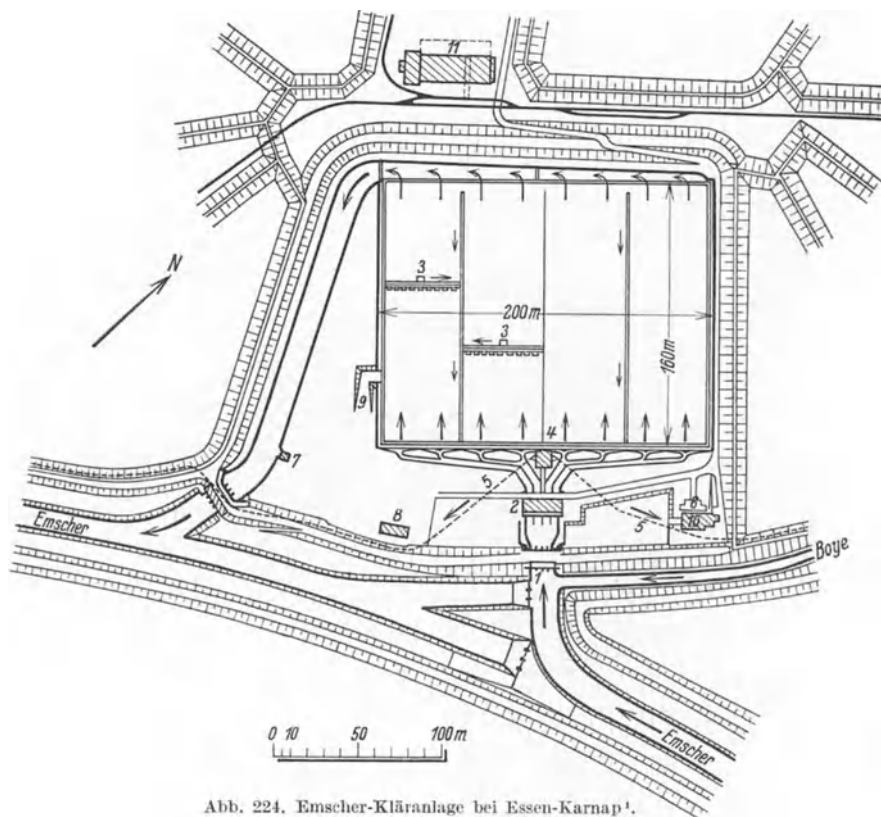 11
N
3
200 m
3
160 m
9
4
7
5
2
8
5
6
10
Emscher
Boye
1
0 10 50 100 m
Emscher
Abb. 224. Emscher-Kläranlage bei Essen-Karnap¹.